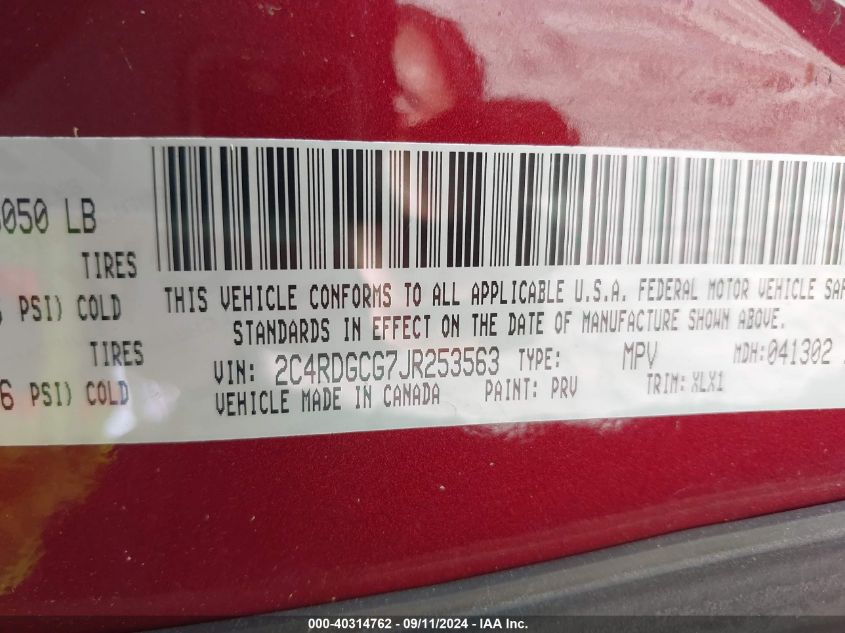 050 LB
TIRES
PSI) COLD
TIRES
6 PSI) COLD
THIS VEHICLE CONFORMS TO ALL APPLICABLE U.S.A. FEDERAL MOTOR VEHICLE SAF
STANDARDS IN EFFECT ON THE DATE OF MANUFACTURE SHOWN ABOVE.
VIN: 2C4RDGCG7JR253563 TYPE: MPV MDH: 041302
VEHICLE MADE IN CANADA PAINT: PRV TRIM: XLX1
000-40314762 - 09/11/2024 - IAA Inc.